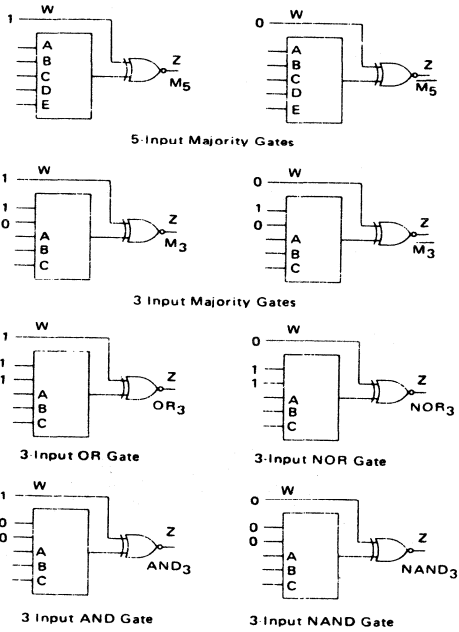 W
W
1
0
A
A
B
Z
B
Z
C
C
D
M5
D
M5
E
E
5-Input Majority Gates
W
W
1
0
1
1
0
Z
0
Z
A
A
B
M3
B
M3
C
C
3 Input Majority Gates
W
W
1
0
1
1
1
Z
1
Z
A
A
B
OR3
B
NOR3
C
C
3-Input OR Gate
3-Input NOR Gate
W
W
1
0
0
0
0
Z
0
Z
A
A
B
AND3
B
NAND3
C
C
3 Input AND Gate
3-Input NAND Gate